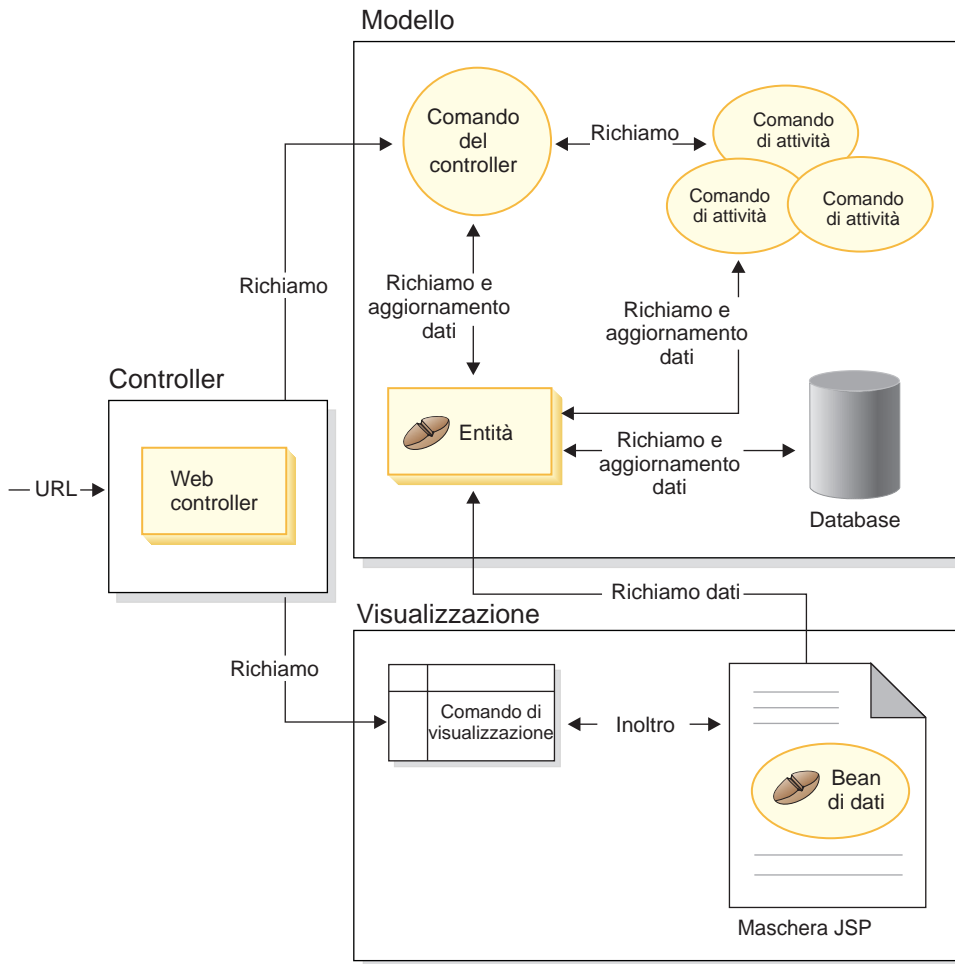 Modello
Comando
del
controller
Richiamo
Comando
di attività
Comando
di attività
Comando
di attività
Richiamo
Richiamo e
aggiornamento
dati
Richiamo e
aggiornamento
dati
Controller
Web
controller
URL
Entità
Richiamo e
aggiornamento
dati
Database
Richiamo dati
Visualizzazione
Richiamo
Comando di
visualizzazione
Inoltro
Bean
di dati
Maschera JSP